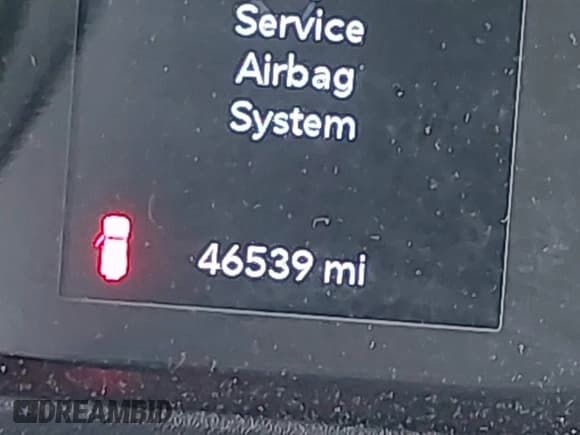 Service
Airbag
System
46539 mi
DREAMBID